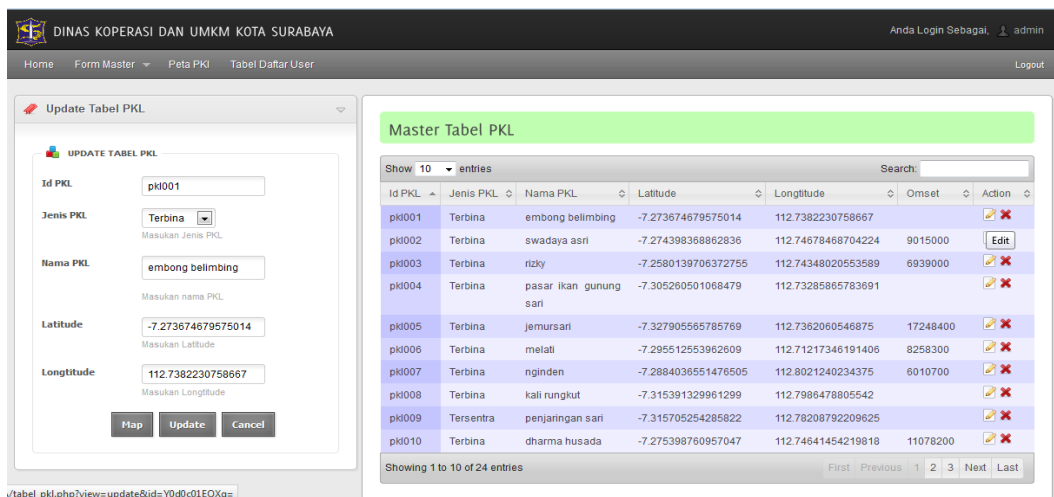 DINAS KOPERASI DAN UMKM KOTA SURABAYA
Anda Login Sebagai, admin
Home Form Master Peta PKl Tabel Daftar User Logout
Update Tabel PKL
UPDATE TABEL PKL
Id PKL pkl001
Jenis PKL Terbina
Masukan Jenis PKL
Nama PKL embong belimbing
Masukan nama PKL
Latitude -7.273674679575014
Masukan Latitude
Longtitude 112.7382230758667
Masukan Longtitude
Map Update Cancel
Master Tabel PKL
Show 10 entries Search:
Id PKL Jenis PKL Nama PKL Latitude Longtitude Omset Action
pkl001 Terbina embong belimbing -7.273674679575014 112.7382230758667
pkl002 Terbina swadaya asri -7.274398368862836 112.74678468704224 9015000 Edit
pkl003 Terbina rizky -7.2580139706372755 112.74348020553589 6939000
pkl004 Terbina pasar ikan gunung -7.305260501068479 112.73285865783691
sari
pkl005 Terbina jemursari -7.327905565785769 112.7362060546875 17248400
pkl006 Terbina melati -7.295512553962609 112.71217346191406 8258300
pkl007 Terbina nginden -7.2884036551476505 112.8021240234375 6010700
pkl008 Terbina kali rungkut -7.315391329961299 112.7986478805542
pkl009 Tersentra penjaringan sari -7.315705254285822 112.78208792209625
pkl010 Terbina dharma husada -7.275398760957047 112.74641454219818 11078200
Showing 1 to 10 of 24 entries First Previous 1 2 3 Next Last
/tabel_pkl.php?view=update&id=Y0d0c01EQXg=